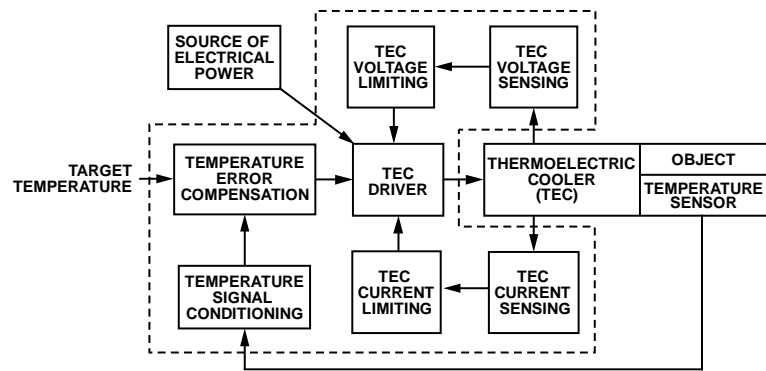 SOURCE OF
ELECTRICAL
POWER
TEC
VOLTAGE
LIMITING
TEC
VOLTAGE
SENSING
TARGET
TEMPERATURE
TEMPERATURE
ERROR
COMPENSATION
TEC
DRIVER
THERMOELECTRIC
COOLER
(TEC)
OBJECT
TEMPERATURE
SENSOR
TEMPERATURE
SIGNAL
CONDITIONING
TEC
CURRENT
LIMITING
TEC
CURRENT
SENSING